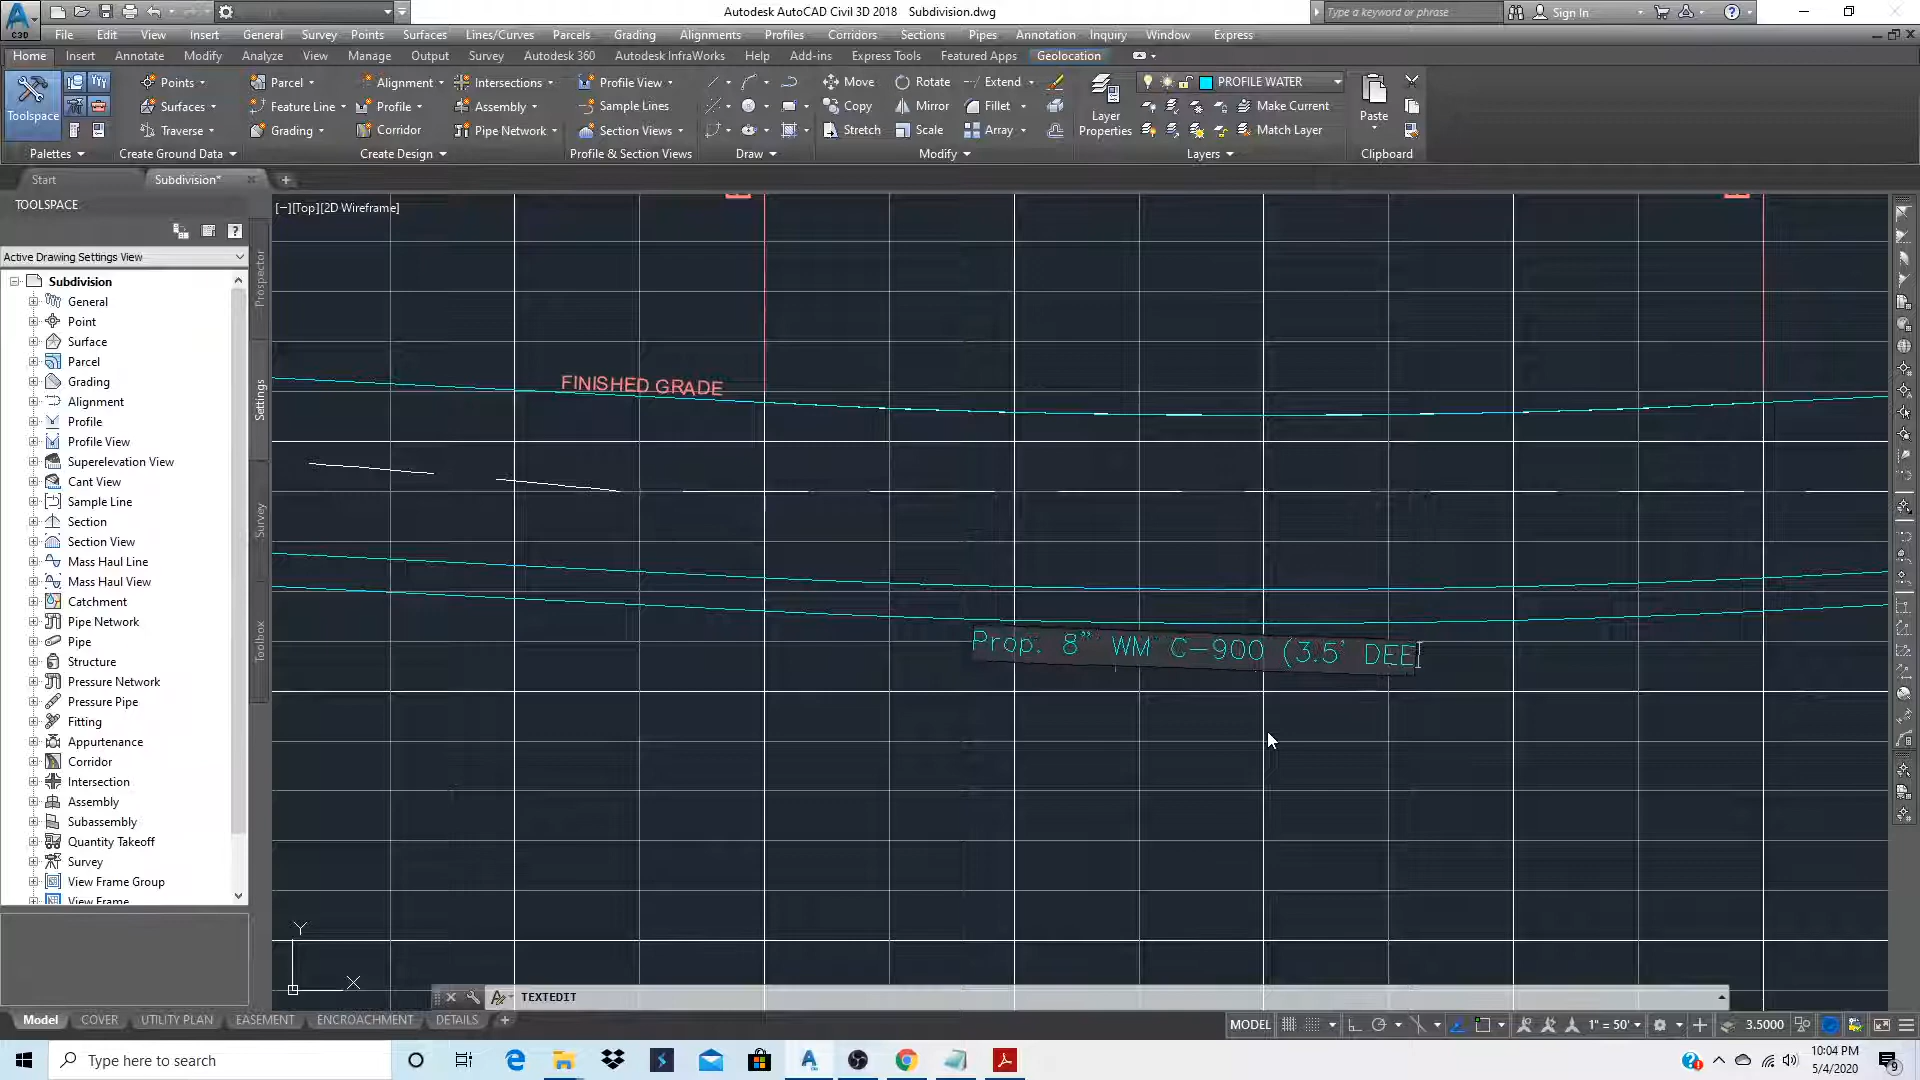 Autodesk AutoCAD Civil 3D 2018 Subdivision.dwg
Type a keyword or phrase
Sign In
C3D
File Edit View Insert General Survey Points Surfaces Lines/Curves Parcels Grading Alignments Profiles Corridors Sections Pipes Annotation Inquiry Window Express
Home Insert Annotate Modify Analyze View Manage Output Survey Autodesk 360 Autodesk InfraWorks Help Add-ins Express Tools Featured Apps Geolocation
Points Parcel Alignment Intersections Profile View Move Rotate Extend PROFILE WATER
Toolspace Surfaces Feature Line Profile Assembly Sample Lines Copy Mirror Fillet Layer Properties Make Current Paste
Traverse Grading Corridor Pipe Network Section Views Stretch Scale Array Match Layer
Palettes Create Ground Data Create Design Profile & Section Views Draw Modify Layers Clipboard
Start Subdivision*
TOOLSPACE
[−][Top][2D Wireframe]
Active Drawing Settings View
Subdivision
General
Point
Surface
Parcel
Grading
Alignment
Profile
Profile View
Superelevation View
Cant View
Sample Line
Section
Section View
Mass Haul Line
Mass Haul View
Catchment
Pipe Network
Pipe
Structure
Pressure Network
Pressure Pipe
Fitting
Appurtenance
Corridor
Intersection
Assembly
Subassembly
Quantity Takeoff
Survey
View Frame Group
View Frame
Prospector
Settings
Survey
Toolbox
FINISHED GRADE
Prop. 8" WM C-900 (3.5' DEE
Y
X
TEXTEDIT
Model COVER UTILITY PLAN EASEMENT ENCROACHMENT DETAILS
MODEL 1" = 50' 3.5000
Type here to search
10:04 PM
5/4/2020